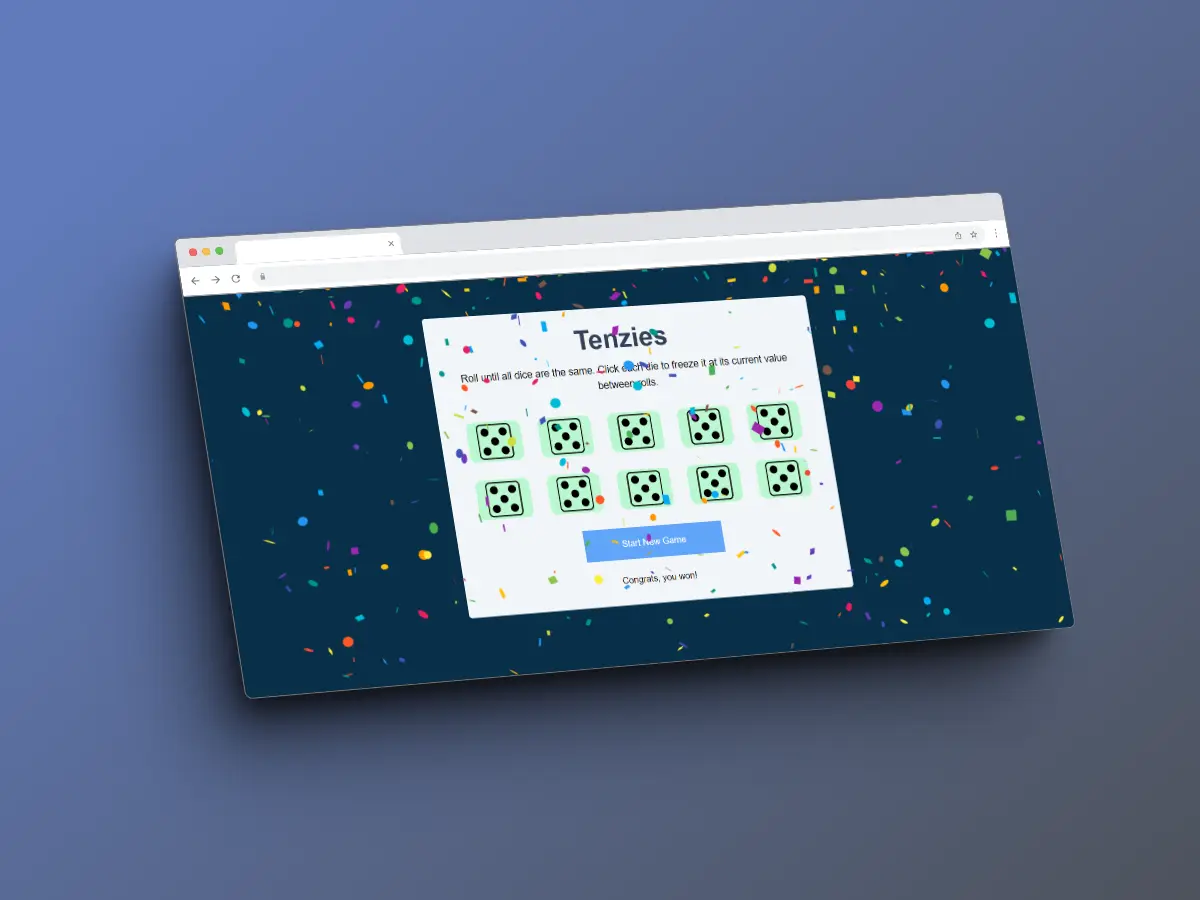 Tenzies
Roll until all dice are the same. Click each die to freeze it at its current value
between rolls.
Start New Game
Congrats, you won!